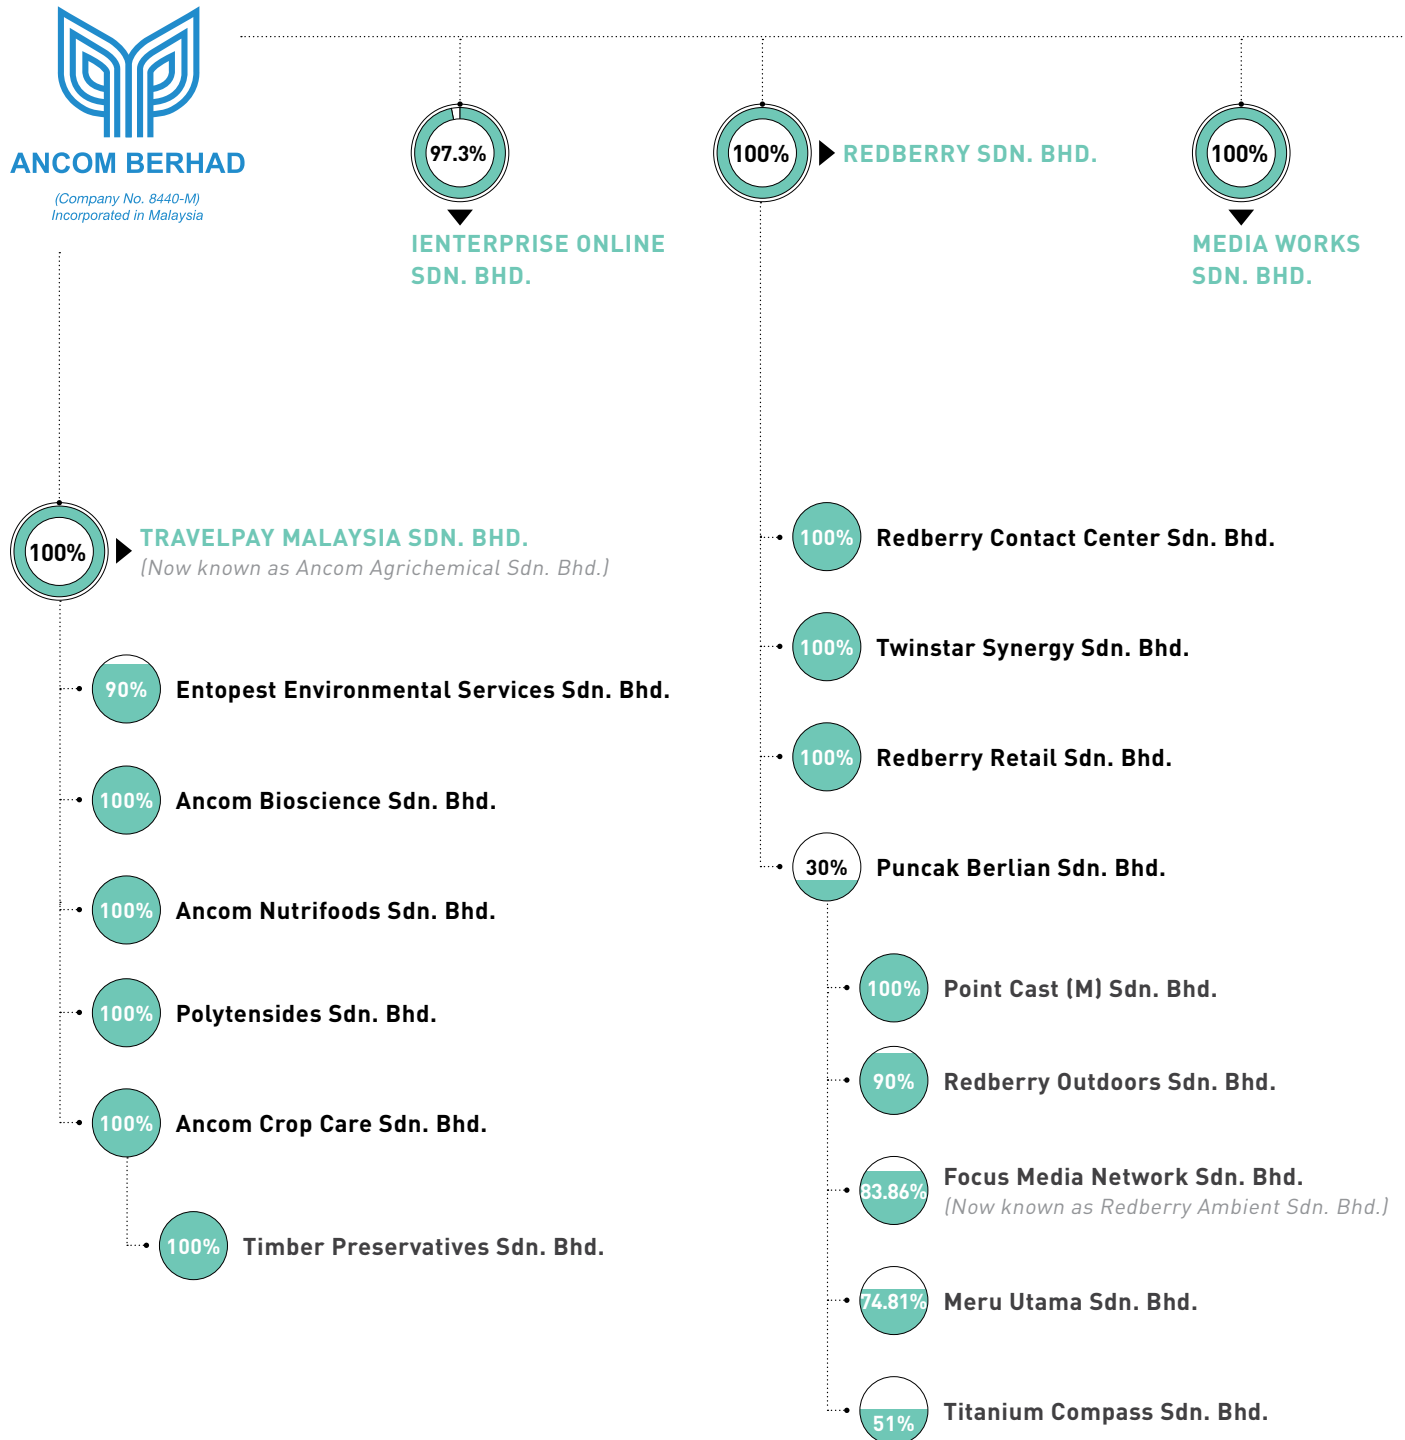 ANCOM BERHAD
(Company No. 8440-M)
Incorporated in Malaysia
97.3%
IENTERPRISE ONLINE
SDN. BHD.
100%
REDBERRY SDN. BHD.
100%
MEDIA WORKS
SDN. BHD.
100%
TRAVELPAY MALAYSIA SDN. BHD.
(Now known as Ancom Agrichemical Sdn. Bhd.)
90%
Entopest Environmental Services Sdn. Bhd.
100%
Ancom Bioscience Sdn. Bhd.
100%
Ancom Nutrifoods Sdn. Bhd.
100%
Polytensides Sdn. Bhd.
100%
Ancom Crop Care Sdn. Bhd.
100%
Timber Preservatives Sdn. Bhd.
100%
Redberry Contact Center Sdn. Bhd.
100%
Twinstar Synergy Sdn. Bhd.
100%
Redberry Retail Sdn. Bhd.
30%
Puncak Berlian Sdn. Bhd.
100%
Point Cast (M) Sdn. Bhd.
90%
Redberry Outdoors Sdn. Bhd.
83.86%
Focus Media Network Sdn. Bhd.
(Now known as Redberry Ambient Sdn. Bhd.)
74.81%
Meru Utama Sdn. Bhd.
51%
Titanium Compass Sdn. Bhd.